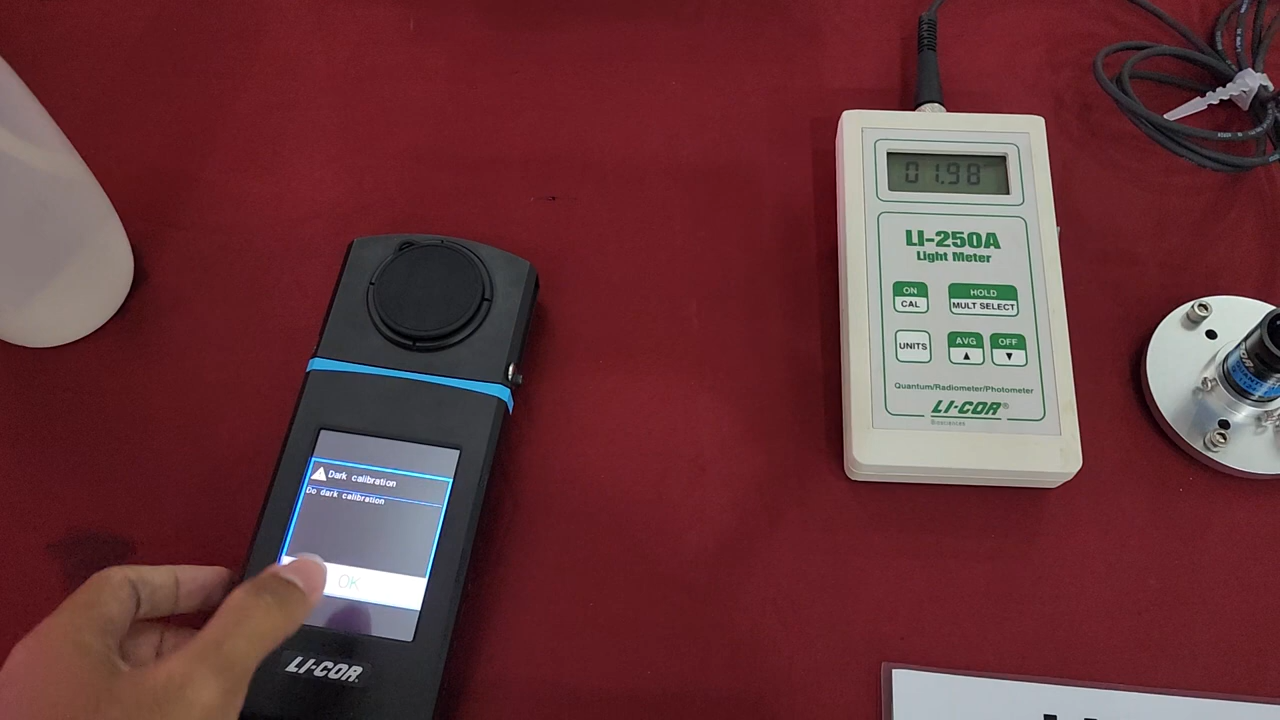 Dark calibration
Do dark calibration
OK
LI-COR
01.98
LI-250A
Light Meter
ON
CAL
HOLD
MULT SELECT
UNITS
AVG
OFF
Quantum/Radiometer/Photometer
LI-COR®
Biosciences